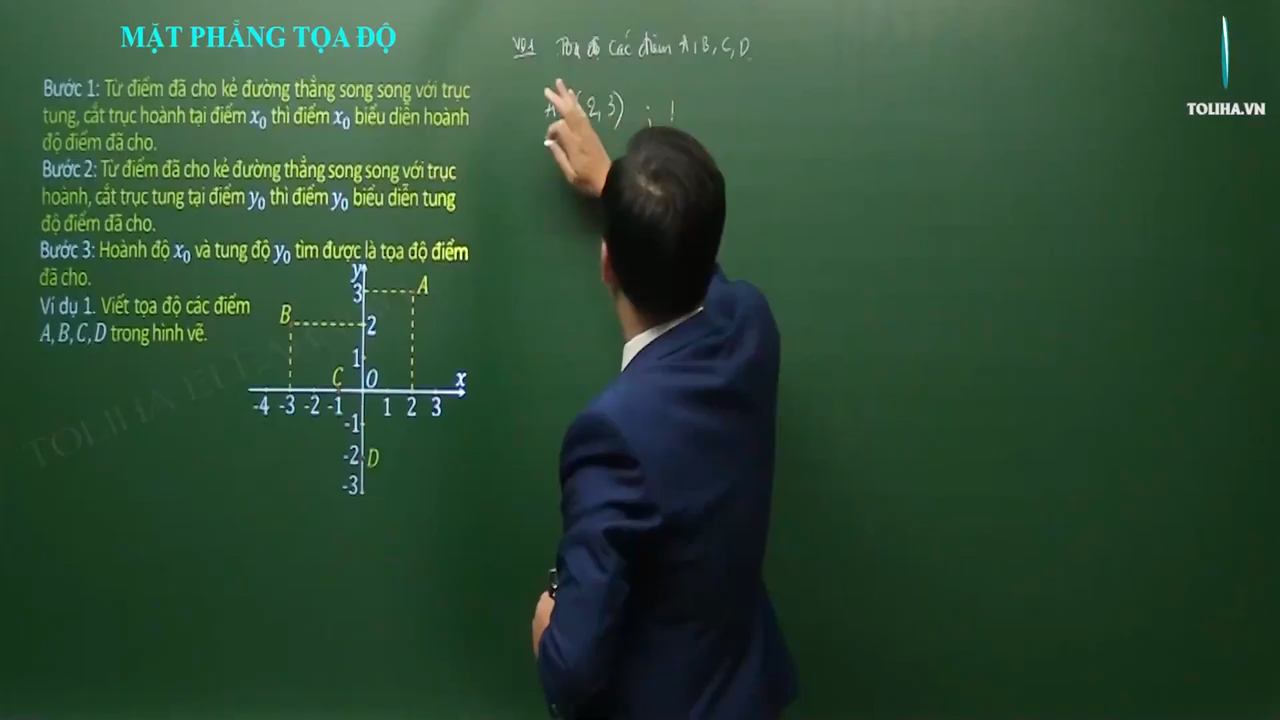 MẶT PHẲNG TỌA ĐỘ
Bước 1: Từ điểm đã cho kẻ đường thẳng song song với trục
tung, cắt trục hoành tại điểm x₀ thì điểm x₀ biểu diễn hoành
độ điểm đã cho.
Bước 2: Từ điểm đã cho kẻ đường thẳng song song với trục
hoành, cắt trục tung tại điểm y₀ thì điểm y₀ biểu diễn tung
độ điểm đã cho.
Bước 3: Hoành độ x₀ và tung độ y₀ tìm được là tọa độ điểm
đã cho.
Ví dụ 1. Viết tọa độ các điểm
A, B, C, D trong hình vẽ.
y
3 A
B
2
1
C O x
-4 -3 -2 -1 1 2 3
-1
-2 D
-3
TOLIHA
VD1 Tọa độ các điểm A, B, C, D.
2, 3) ;
TOLIHA.VN